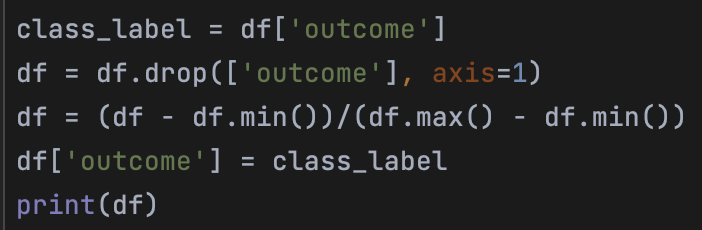 class_label = df['outcome']
df = df.drop(['outcome'], axis=1)
df = (df - df.min())/(df.max() - df.min())
df['outcome'] = class_label
print(df)